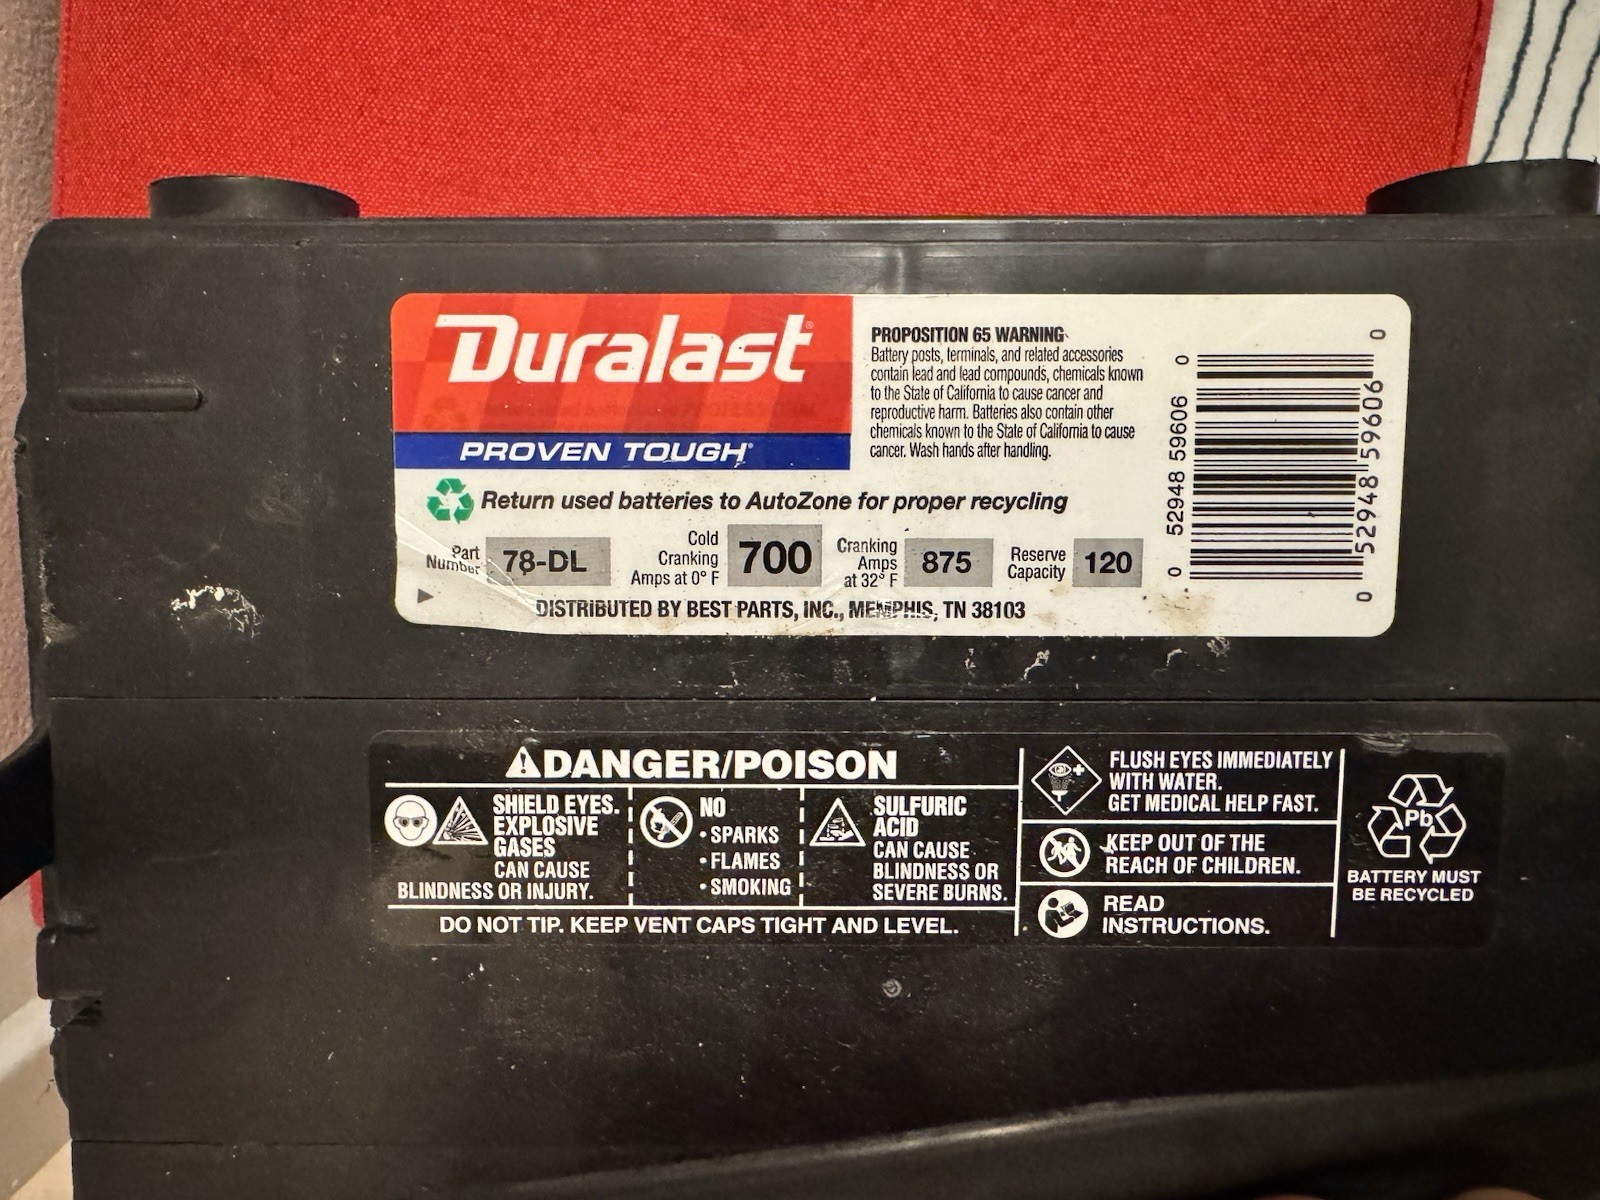 Duralast®
PROVEN TOUGH®
PROPOSITION 65 WARNING
Battery posts, terminals, and related accessories
contain lead and lead compounds, chemicals known
to the State of California to cause cancer and
reproductive harm. Batteries also contain other
chemicals known to the State of California to cause
cancer. Wash hands after handling.
Return used batteries to AutoZone for proper recycling
Part
Number
78-DL
Cold
Cranking
Amps at 0° F
700
Cranking
Amps
at 32° F
875
Reserve
Capacity
120
DISTRIBUTED BY BEST PARTS, INC., MEMPHIS, TN 38103
0 52948 59606 0
0 52948 59606 0
DANGER/POISON
SHIELD EYES.
EXPLOSIVE
GASES
CAN CAUSE
BLINDNESS OR INJURY.
NO
• SPARKS
• FLAMES
• SMOKING
SULFURIC
ACID
CAN CAUSE
BLINDNESS OR
SEVERE BURNS.
DO NOT TIP. KEEP VENT CAPS TIGHT AND LEVEL.
FLUSH EYES IMMEDIATELY
WITH WATER.
GET MEDICAL HELP FAST.
KEEP OUT OF THE
REACH OF CHILDREN.
READ
INSTRUCTIONS.
Pb
BATTERY MUST
BE RECYCLED